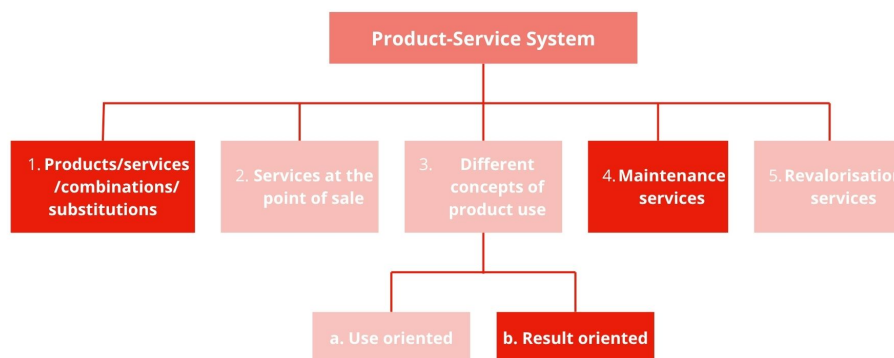 Product-Service System
1. Products/services
/combinations/
substitutions
2. Services at the
point of sale
3. Different
concepts of
product use
4. Maintenance
services
5. Revalorisation
services
a. Use oriented
b. Result oriented